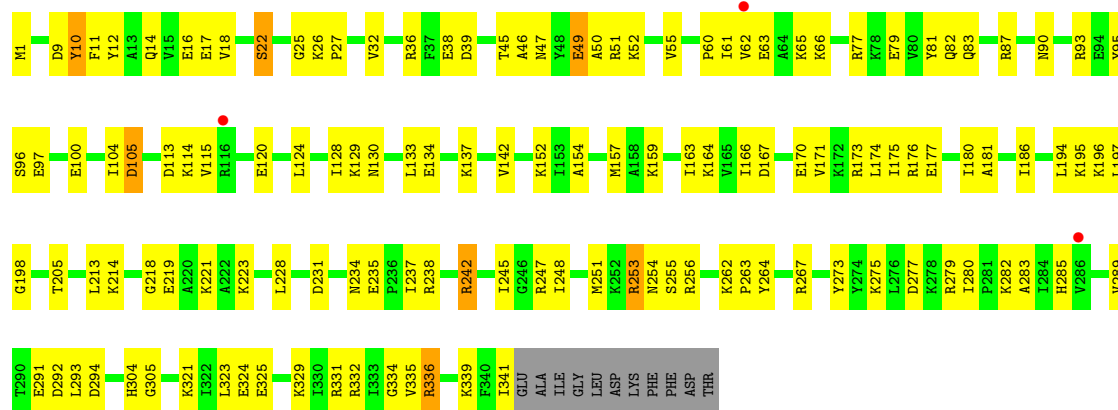 M1 D9 Y10 F11 Y12 A13 Q14 V15 E16 E17 V18 S22 G25 K26 P27 V32 R36 F37 E38 D39 T45 A46 N47 Y48 E49 A50 R51 K52 V55 P60 I61 V62 E63 A64 K65 K66 R77 K78 E79 V80 Y81 Q82 Q83 R87 N90 R93 E94 Y95
S96 E97 E100 I104 D105 D113 K114 V115 R116 E120 L124 I128 K129 N130 L133 E134 K137 V142 K152 I153 A154 M157 A158 K159 I163 K164 V165 I166 D167 E170 V171 K172 R173 L174 I175 R176 E177 I180 A181 I186 L194 K195 K196 L197
G198 T205 L213 K214 G218 E219 A220 K221 A222 K223 L228 D231 N234 E235 P236 I237 R238 R242 I245 G246 R247 I248 M251 K252 R253 N254 S255 R256 K262 P263 Y264 R267 Y273 Y274 K275 L276 D277 K278 R279 I280 P281 K282 A283 I284 H285 V286
T290 E291 D292 L293 D294 H304 G305 K321 I322 L323 E324 E325 K329 I330 R331 R332 I333 G334 V335 R336 K339 F340 I341 GLU ALA ILE GLY LEU ASP LYS PHE PHE ASP THR